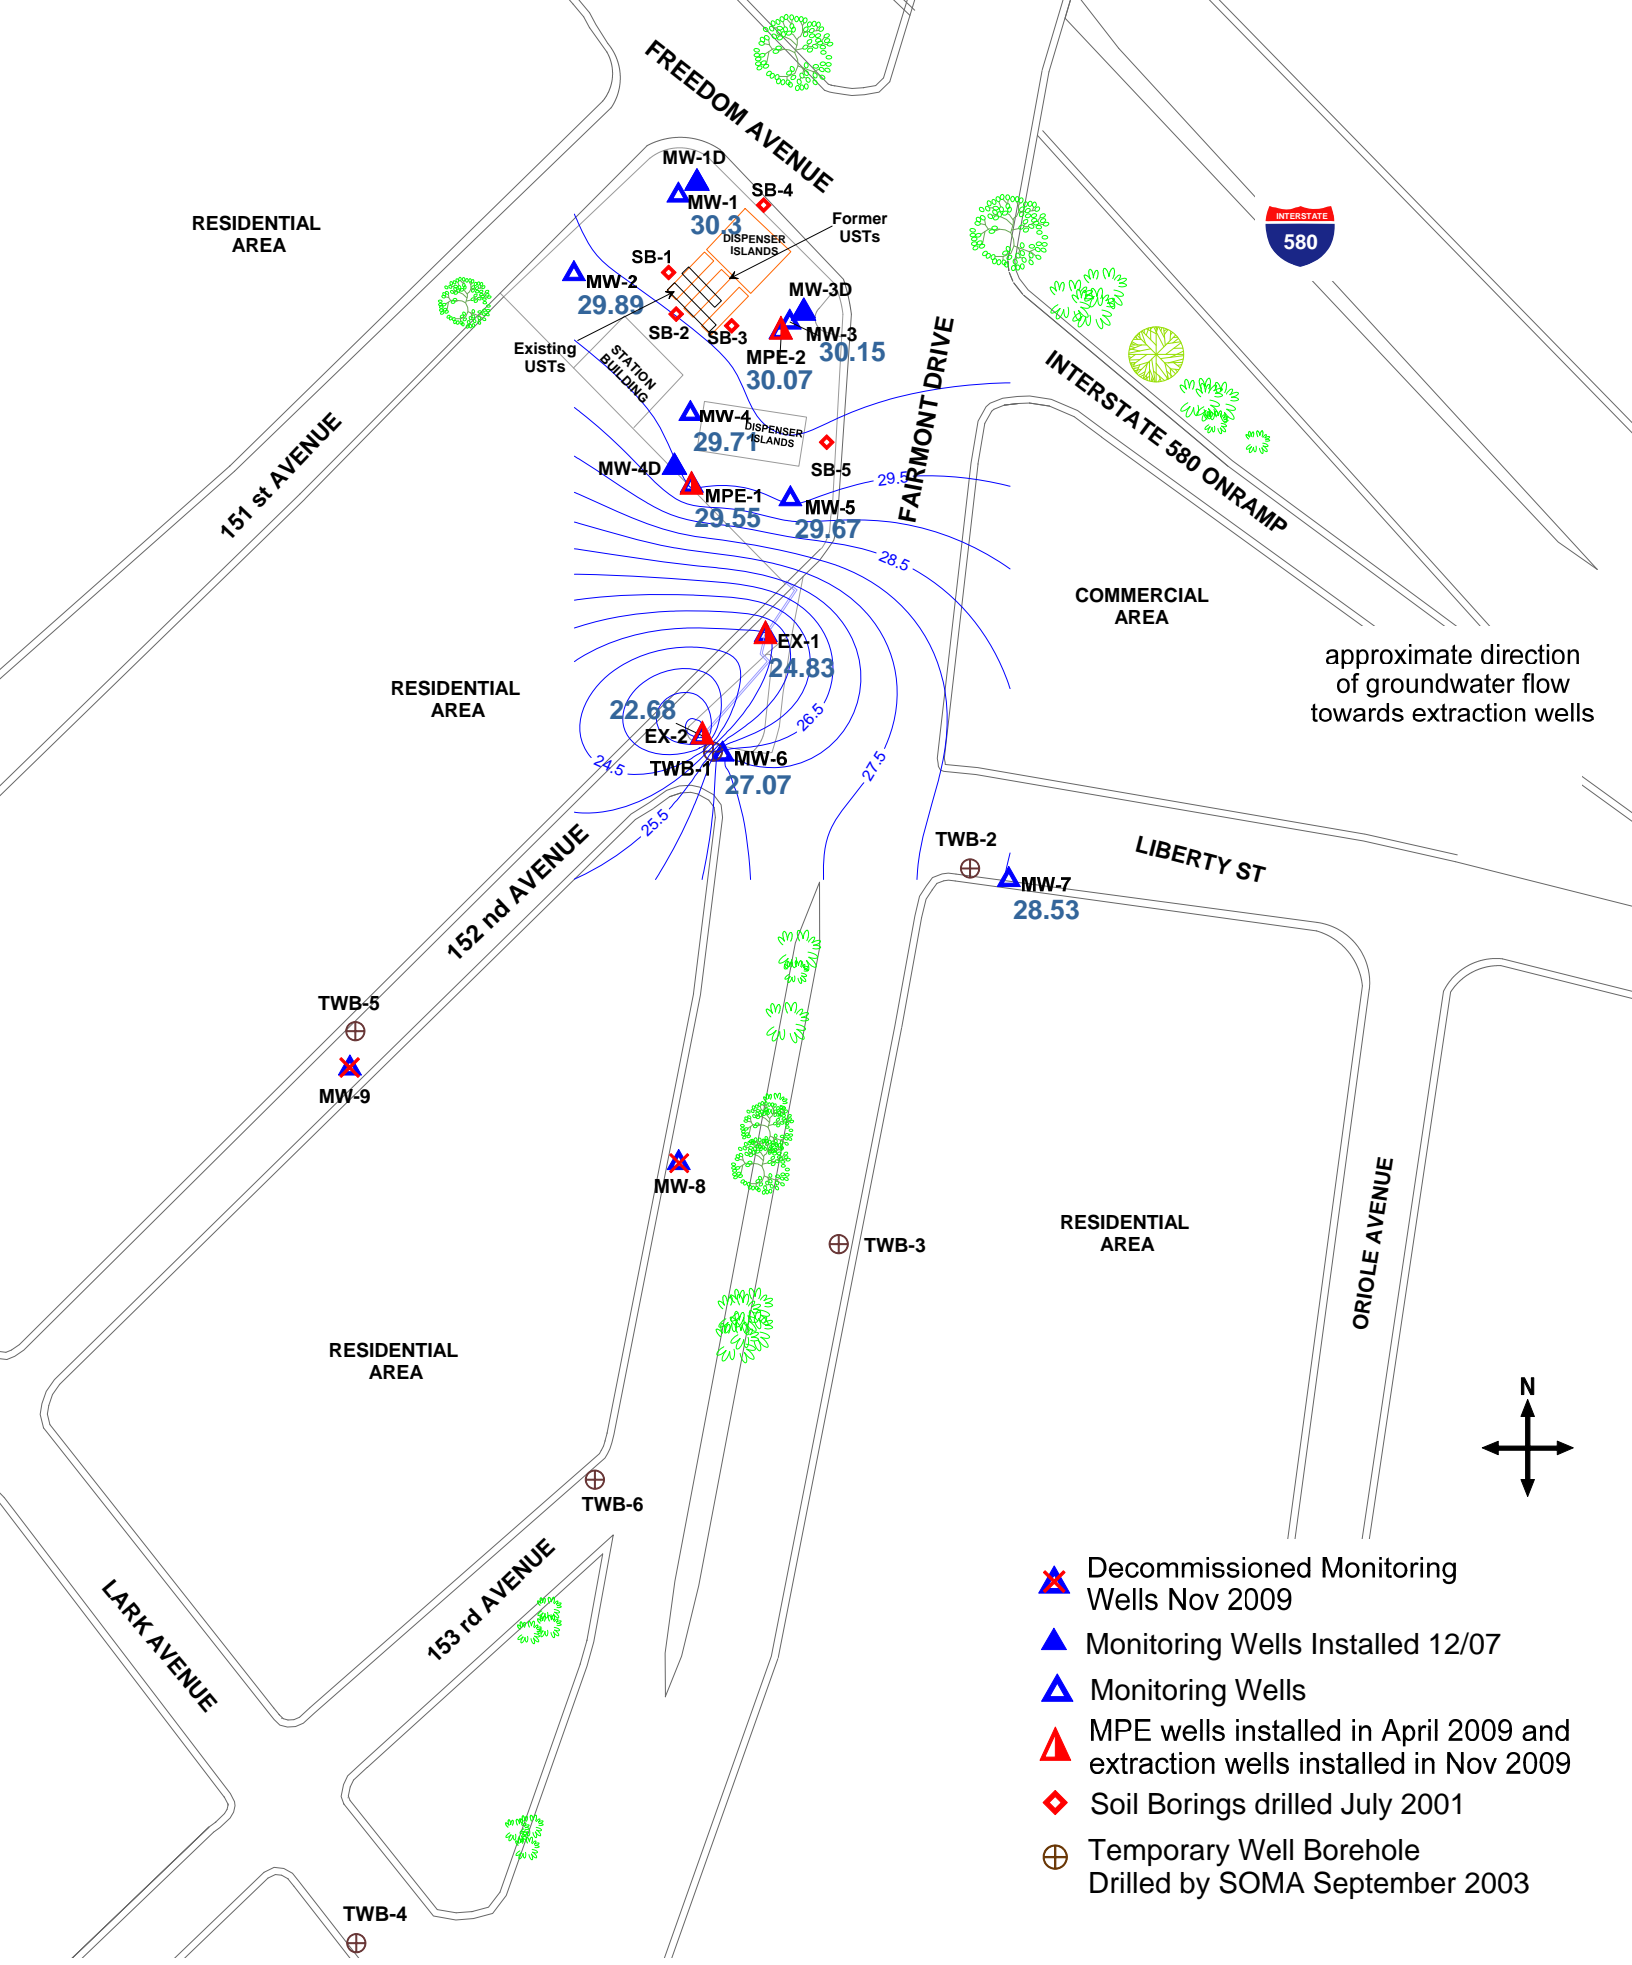 FREEDOM AVENUE
MW-1D
SB-4
MW-1
30.3
Former
USTs
DISPENSER
ISLANDS
RESIDENTIAL
AREA
INTERSTATE
580
SB-1
MW-2
29.89
MW-3D
SB-2
SB-3
MW-3
30.15
Existing
USTs
MPE-2
30.07
STATION
BUILDING
FAIRMONT DRIVE
INTERSTATE 580 ONRAMP
151 st AVENUE
MW-4
29.71
DISPENSER
ISLANDS
MW-4D
SB-5
29.5
MPE-1
29.55
MW-5
29.67
28.5
COMMERCIAL
AREA
EX-1
24.83
approximate direction
of groundwater flow
towards extraction wells
RESIDENTIAL
AREA
22.68
26.5
EX-2
TWB-1
MW-6
27.07
24.5
27.5
25.5
152 nd AVENUE
TWB-2
LIBERTY ST
MW-7
28.53
TWB-5
MW-9
MW-8
TWB-3
RESIDENTIAL
AREA
ORIOLE AVENUE
RESIDENTIAL
AREA
N
TWB-6
153 rd AVENUE
LARK AVENUE
TWB-4
Decommissioned Monitoring
Wells Nov 2009
Monitoring Wells Installed 12/07
Monitoring Wells
MPE wells installed in April 2009 and
extraction wells installed in Nov 2009
Soil Borings drilled July 2001
Temporary Well Borehole
Drilled by SOMA September 2003